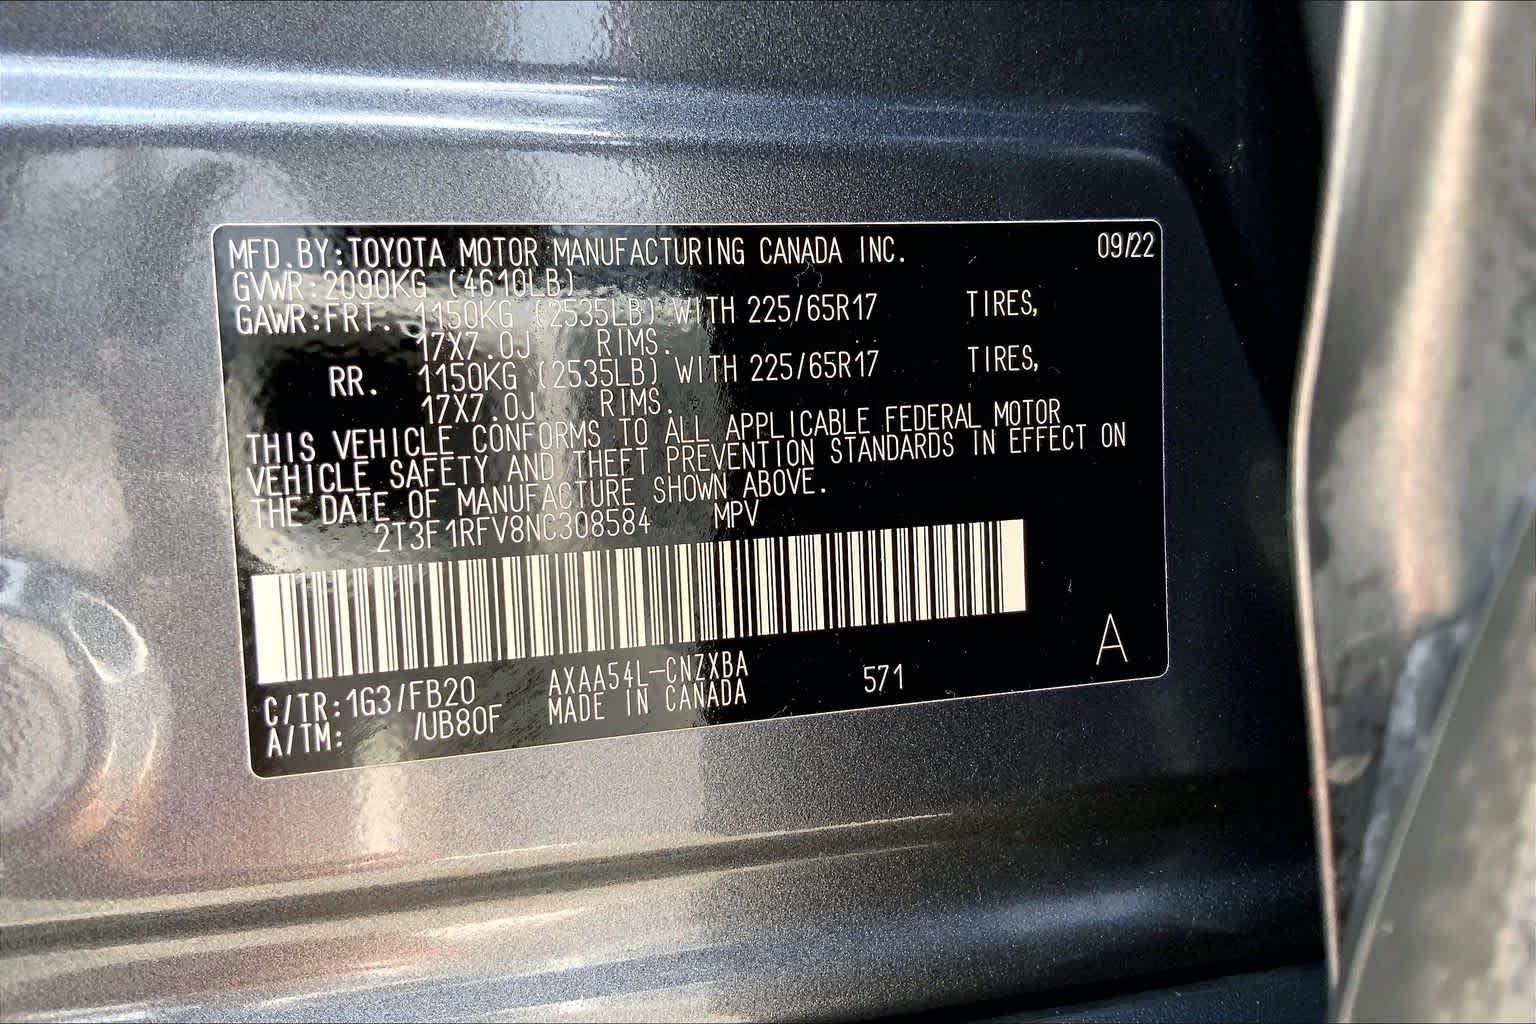 MFD.BY:TOYOTA MOTOR MANUFACTURING CANADA INC. 09/22
GVWR:2090KG (4610LB)
GAWR:FRT. 1150KG (2535LB) WITH 225/65R17 TIRES,
17X7.0J RIMS.
RR. 1150KG (2535LB) WITH 225/65R17 TIRES,
17X7.0J RIMS.
THIS VEHICLE CONFORMS TO ALL APPLICABLE FEDERAL MOTOR
VEHICLE SAFETY AND THEFT PREVENTION STANDARDS IN EFFECT ON
THE DATE OF MANUFACTURE SHOWN ABOVE.
2T3F1RFV8NC308584 MPV
C/TR:1G3/FB20 AXAA54L-CNZXBA 571 A
A/TM: /UB80F MADE IN CANADA